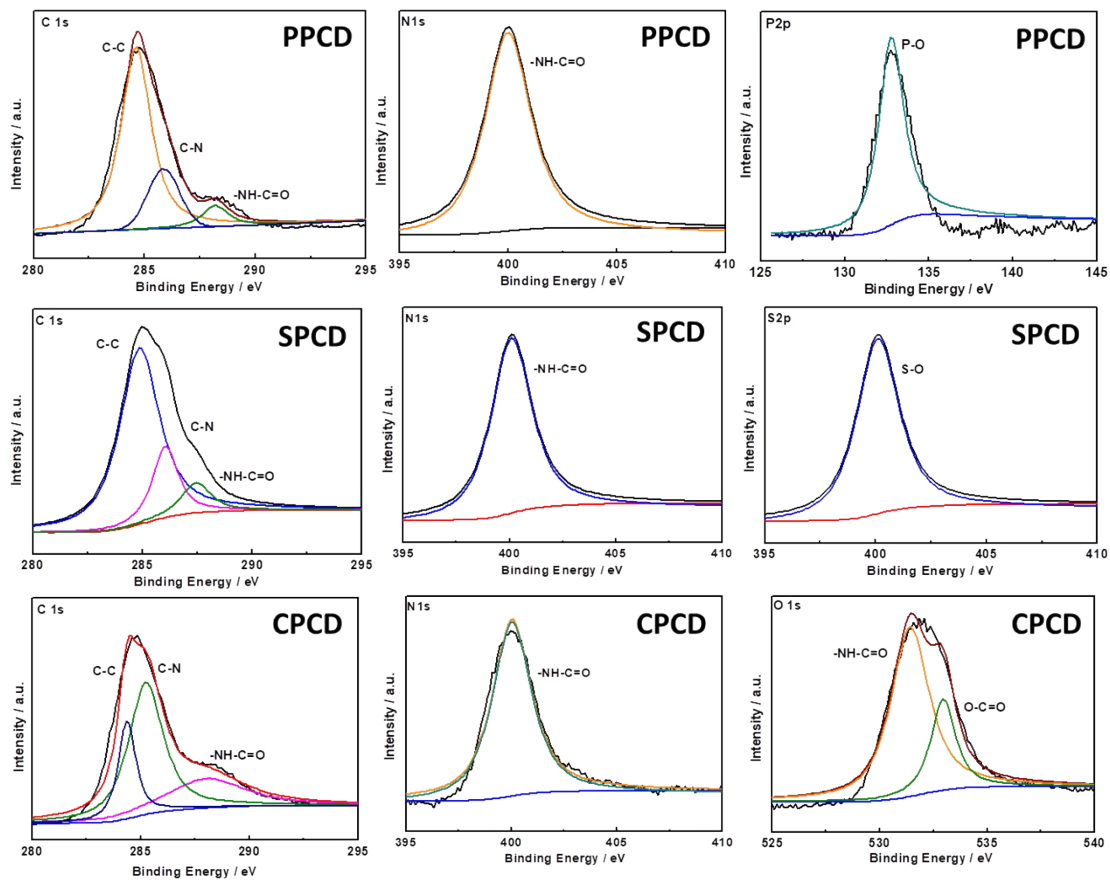 C 1s
PPCD
C-C
C-N
-NH-C=O
Intensity / a.u.
280 285 290 295
Binding Energy / eV
N1s
PPCD
-NH-C=O
Intensity / a.u.
395 400 405 410
Binding Energy / eV
P2p
PPCD
P-O
Intensity / a.u.
125 130 135 140 145
Binding Energy / eV
C 1s
SPCD
C-C
C-N
-NH-C=O
Intensity / a.u.
280 285 290 295
Binding Energy / eV
N1s
SPCD
-NH-C=O
Intensity / a.u.
395 400 405 410
Binding Energy / eV
S2p
SPCD
S-O
Intensity / a.u.
395 400 405 410
Binding Energy / eV
C 1s
CPCD
C-C
C-N
-NH-C=O
Intensity / a.u.
280 285 290 295
Binding Energy / eV
N1s
CPCD
-NH-C=O
Intensity / a.u.
395 400 405 410
Binding Energy / eV
O 1s
CPCD
-NH-C=O
O-C=O
Intensity / a.u.
525 530 535 540
Binding Energy / eV